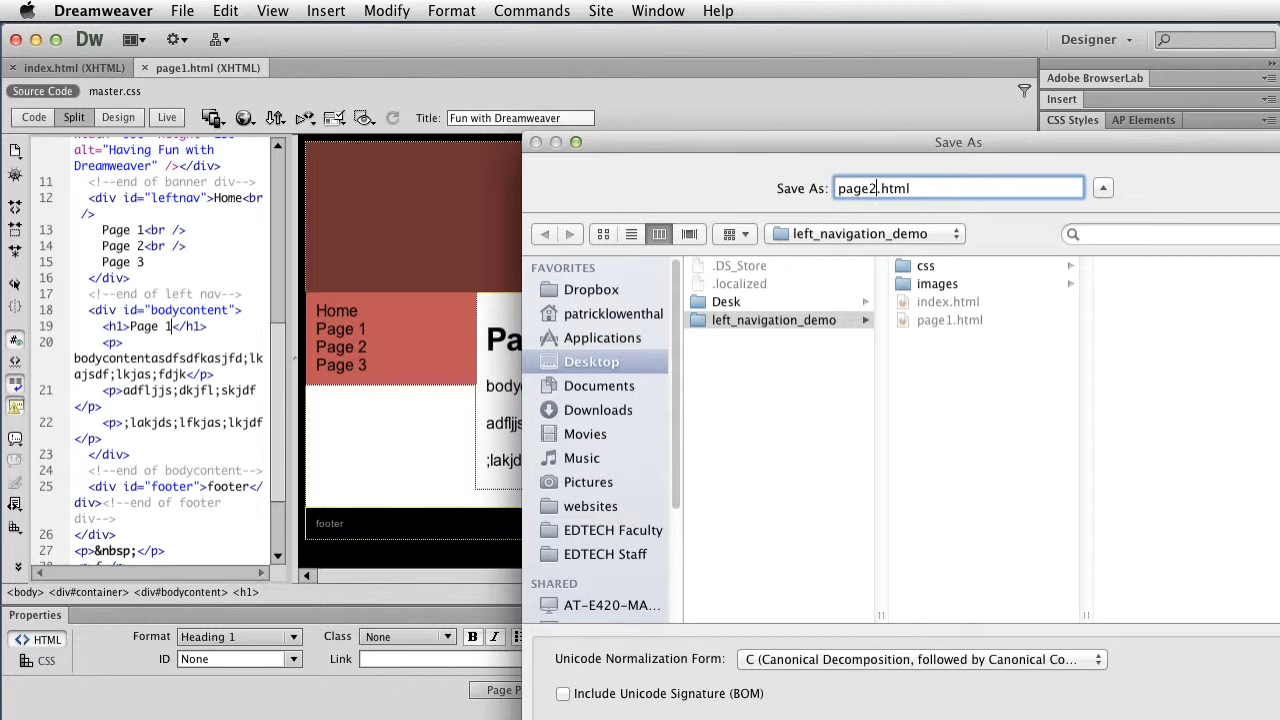 Dreamweaver File Edit View Insert Modify Format Commands Site Window Help
Dw Designer
× index.html (XHTML) × page1.html (XHTML)
Source Code master.css
Code Split Design Live Title: Fun with Dreamweaver
Adobe BrowserLab
Insert
CSS Styles AP Elements
alt="Having Fun with
Dreamweaver" /></div>
11 <!--end of banner div-->
12 <div id="leftnav">Home<br
/>
13 Page 1<br />
14 Page 2<br />
15 Page 3
16 </div>
17 <!--end of left nav-->
18 <div id="bodycontent">
19 <h1>Page 1</h1>
20 <p>
bodycontentasdfsdfkasjfd;lk
ajsdf;lkjas;fdjk</p>
21 <p>adfljjs;dkjfl;skjdf
</p>
22 <p>;lakjds;lfkjas;lkjdf
</p>
23 </div>
24 <!--end of bodycontent-->
25 <div id="footer">footer</
div><!--end of footer
div-->
26 </div>
27 <p>&nbsp;</p>
Home
Page 1
Page 2
Page 3
Pa
body
adfljjs
;lakjd
footer
Save As
Save As: page2.html
left_navigation_demo
FAVORITES
Dropbox
patricklowenthal
Applications
Desktop
Documents
Downloads
Movies
Music
Pictures
websites
EDTECH Faculty
EDTECH Staff
SHARED
AT-E420-MA...
.DS_Store
.localized
Desk
left_navigation_demo
css
images
index.html
page1.html
Unicode Normalization Form: C (Canonical Decomposition, followed by Canonical Co...
Include Unicode Signature (BOM)
<body> <div#container> <div#bodycontent> <h1>
Properties
<> HTML Format Heading 1 Class None B I
CSS ID None Link
Page P